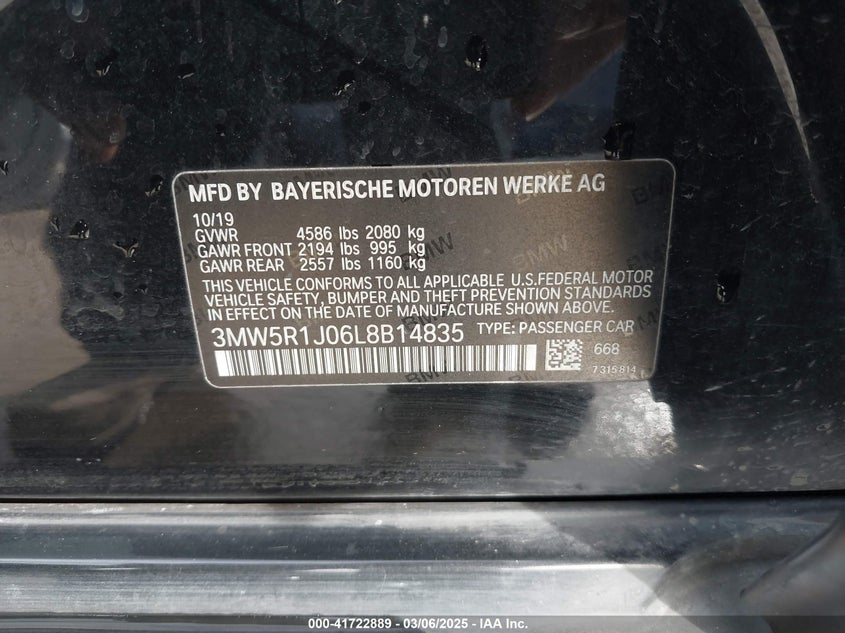 MFD BY BAYERISCHE MOTOREN WERKE AG
10/19
GVWR 4586 lbs 2080 kg
GAWR FRONT 2194 lbs 995 kg
GAWR REAR 2557 lbs 1160 kg
THIS VEHICLE CONFORMS TO ALL APPLICABLE U.S.FEDERAL MOTOR
VEHICLE SAFETY, BUMPER AND THEFT PREVENTION STANDARDS
IN EFFECT ON THE DATE OF MANUFACTURE SHOWN ABOVE.
3MW5R1J06L8B14835 TYPE: PASSENGER CAR
668
7315814
000-41722889 - 03/06/2025 - IAA Inc.